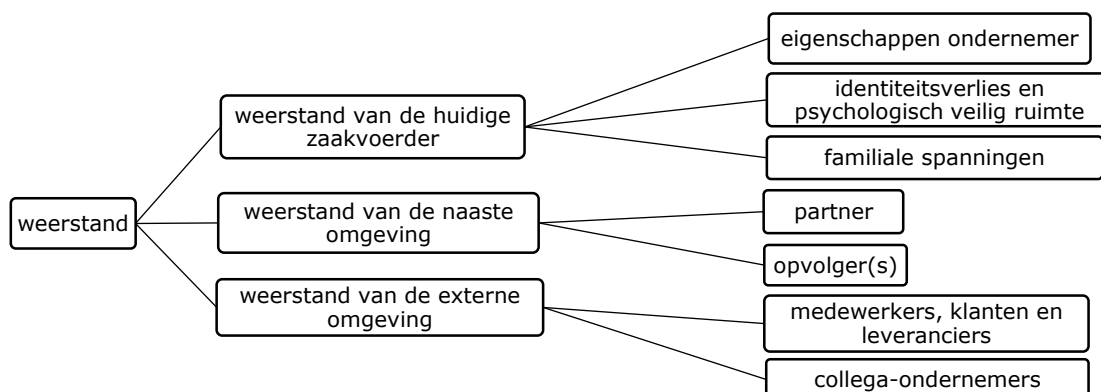 eigenschappen ondernemer
identiteitsverlies en
psychologisch veilig ruimte
weerstand van de huidige
zaakvoerder
familiale spanningen
weerstand
weerstand van de naaste
omgeving
partner
opvolger(s)
weerstand van de externe
omgeving
medewerkers, klanten en
leveranciers
collega-ondernemers